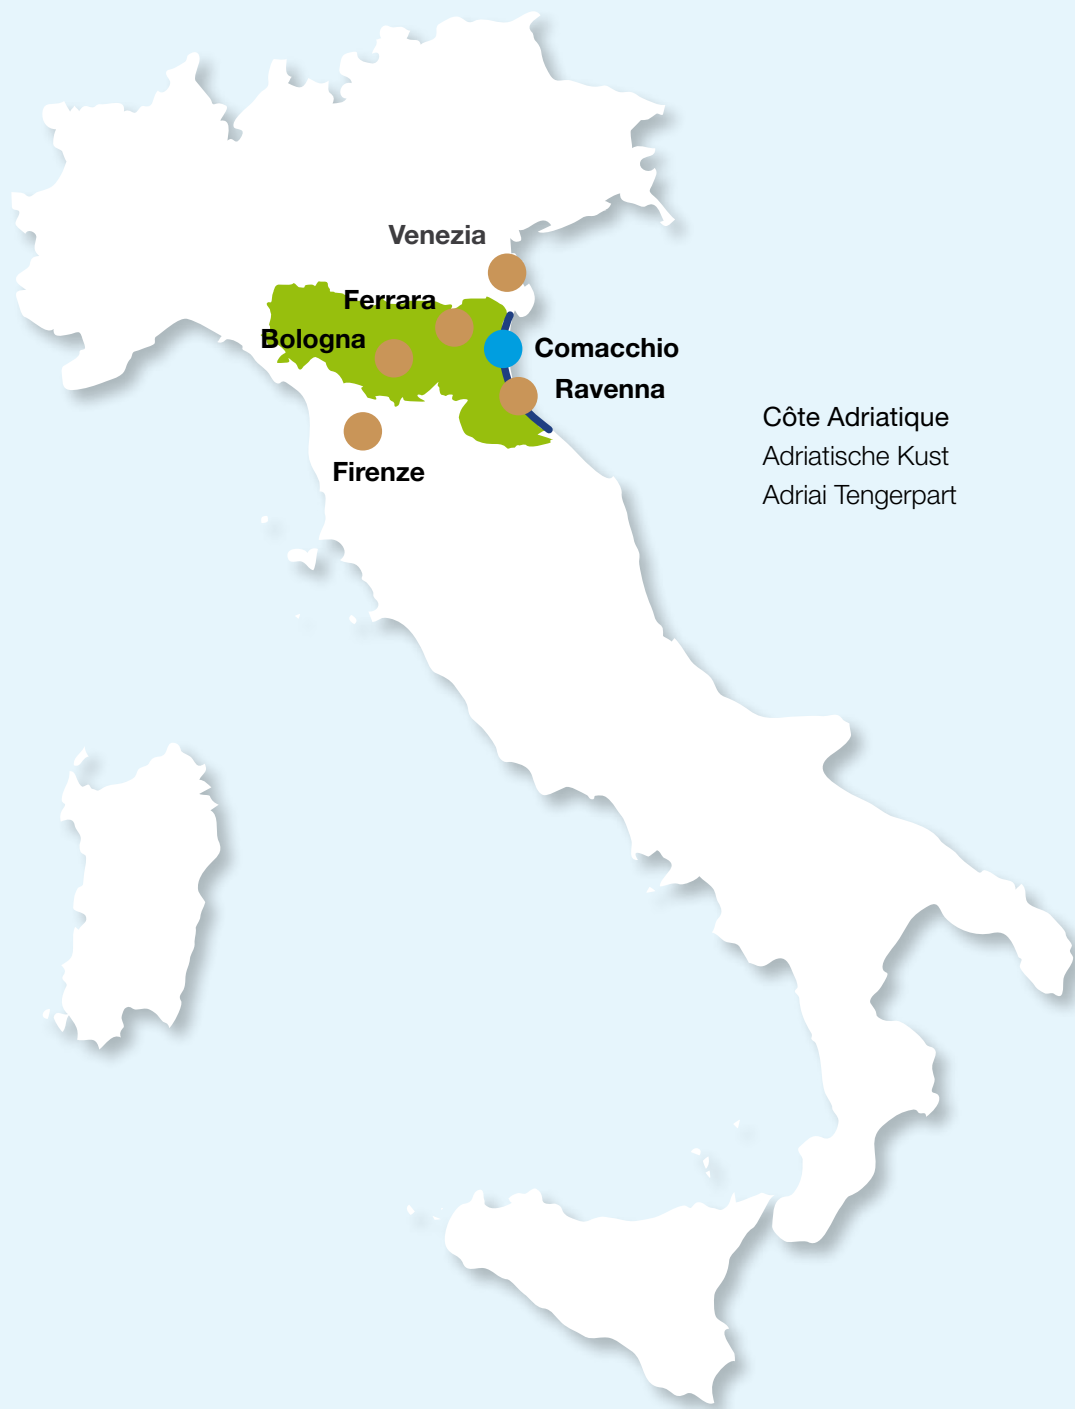 Venezia
Ferrara
Bologna
Comacchio
Ravenna
Firenze
Côte Adriatique
Adriatische Kust
Adriai Tengerpart